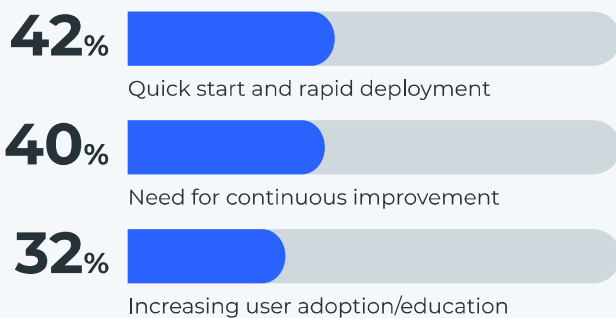 42%
Quick start and rapid deployment
40%
Need for continuous improvement
32%
Increasing user adoption/education